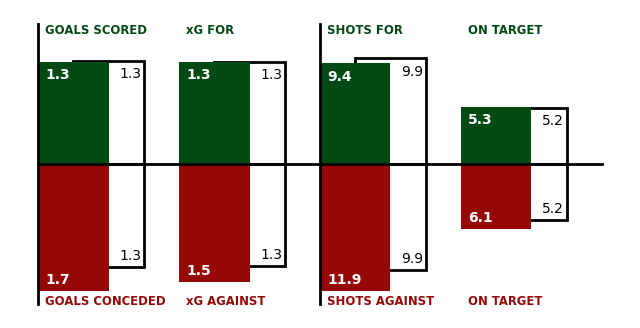 GOALS SCORED xG FOR SHOTS FOR ON TARGET
1.3 1.3 1.3 1.3 9.4 9.9 5.3 5.2
1.7 1.3 1.5 1.3 11.9 9.9 6.1 5.2
GOALS CONCEDED xG AGAINST SHOTS AGAINST ON TARGET